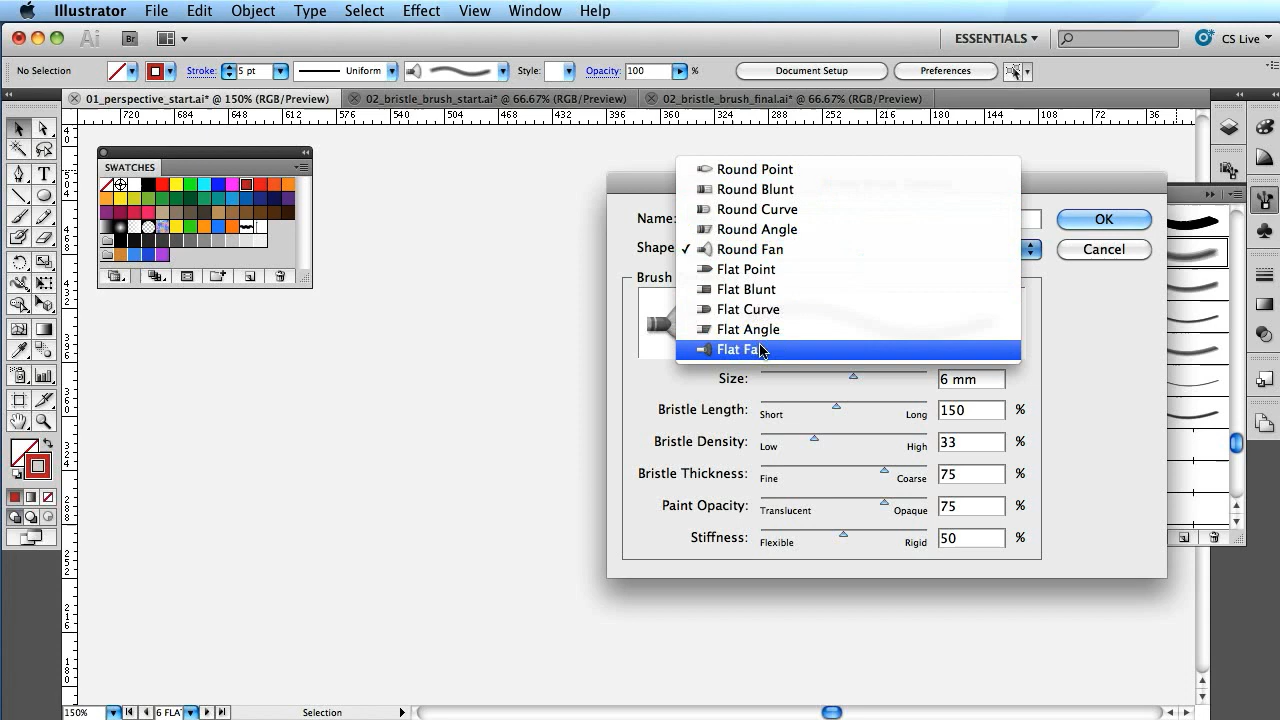 Illustrator File Edit Object Type Select Effect View Window Help
Ai Br ESSENTIALS CS Live
No Selection Stroke: 5 pt Uniform Style: Opacity: 100 % Document Setup Preferences
01_perspective_start.ai* @ 150% (RGB/Preview) 02_bristle_brush_start.ai* @ 66.67% (RGB/Preview) 02_bristle_brush_final.ai* @ 66.67% (RGB/Preview)
720 684 648 612 576 540 504 468 432 396 360 324 288 252 216 180 144 108 72 36
SWATCHES
Round Point
Round Blunt
Round Curve
Name:
OK
Round Angle
Shape
Round Fan
Cancel
Flat Point
Brush
Flat Blunt
Flat Curve
Flat Angle
Flat Fa
Size: 6 mm
Bristle Length: Short Long 150 %
Bristle Density: Low High 33 %
Bristle Thickness: Fine Coarse 75 %
Paint Opacity: Translucent Opaque 75 %
Stiffness: Flexible Rigid 50 %
150% 6 FLA Selection